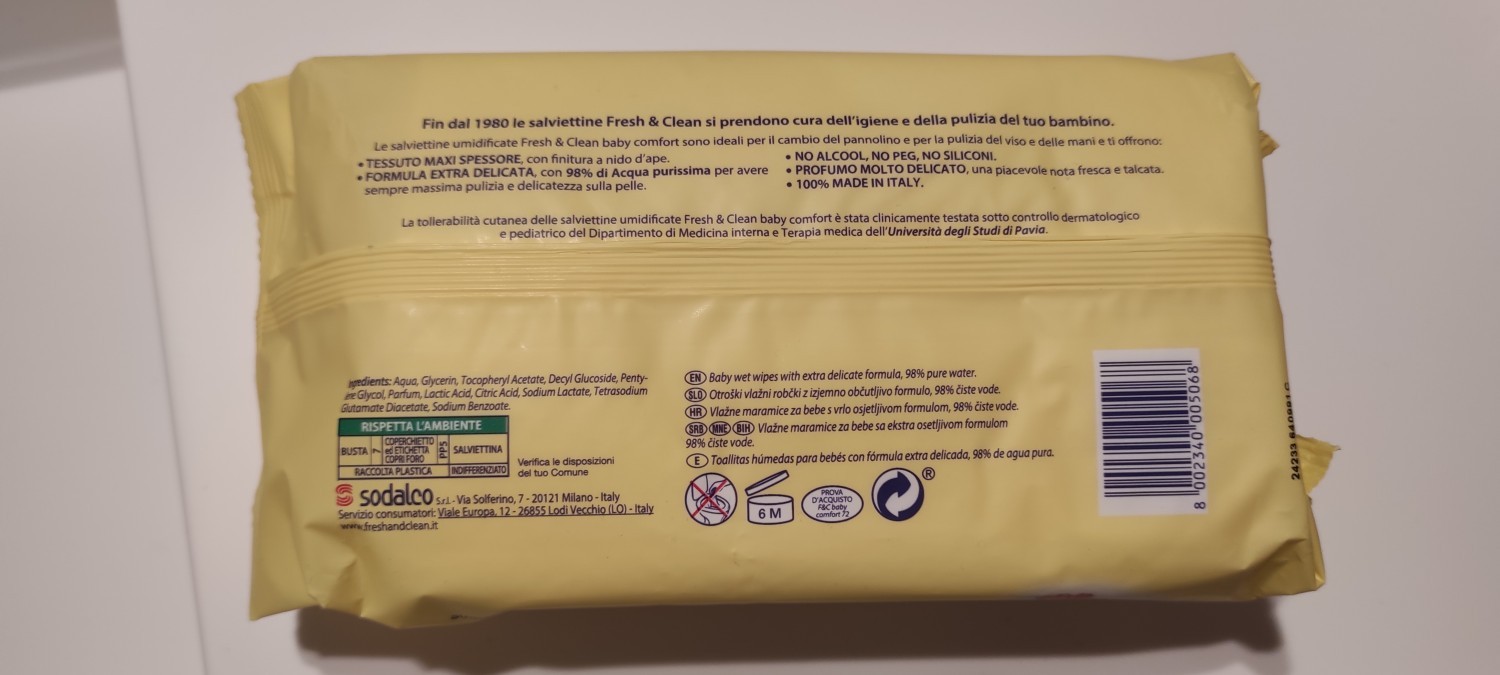 Fin dal 1980 le salviettine Fresh & Clean si prendono cura dell'igiene e della pulizia del tuo bambino.
Le salviettine umidificate Fresh & Clean baby comfort sono ideali per il cambio del pannolino e per la pulizia del viso e delle mani e ti offrono:
• TESSUTO MAXI SPESSORE, con finitura a nido d'ape.
• FORMULA EXTRA DELICATA, con 98% di Acqua purissima per avere
sempre massima pulizia e delicatezza sulla pelle.
• NO ALCOOL, NO PEG, NO SILICONI.
• PROFUMO MOLTO DELICATO, una piacevole nota fresca e talcata.
• 100% MADE IN ITALY.
La tollerabilità cutanea delle salviettine umidificate Fresh & Clean baby comfort è stata clinicamente testata sotto controllo dermatologico
e pediatrico del Dipartimento di Medicina interna e Terapia medica dell'Università degli Studi di Pavia.
Ingredients: Aqua, Glycerin, Tocopheryl Acetate, Decyl Glucoside, Penty-
lene Glycol, Parfum, Lactic Acid, Citric Acid, Sodium Lactate, Tetrasodium
Glutamate Diacetate, Sodium Benzoate.
RISPETTA L'AMBIENTE
BUSTA 7 COPERCHIETTO PP5 SALVIETTINA
ed ETICHETTA
COPRI FORO
RACCOLTA PLASTICA INDIFFERENZIATO
Verifica le disposizioni
del tuo Comune
sodalco S.r.l. - Via Solferino, 7 - 20121 Milano - Italy
Servizio consumatori: Viale Europa, 12 - 26855 Lodi Vecchio (LO) - Italy
www.freshandclean.it
EN Baby wet wipes with extra delicate formula, 98% pure water.
SLO Otroški vlažni robčki z izjemno občutljivo formulo, 98% čiste vode.
HR Vlažne maramice za bebe s vrlo osjetljivom formulom, 98% čiste vode.
SRB MNE BIH Vlažne maramice za bebe sa ekstra osetljivom formulom
98% čiste vode.
E Toallitas húmedas para bebés con fórmula extra delicada, 98% de agua pura.
6 M
PROVA
D'ACQUISTO
F&C baby
comfort 72
®
8 002340 005068
24233